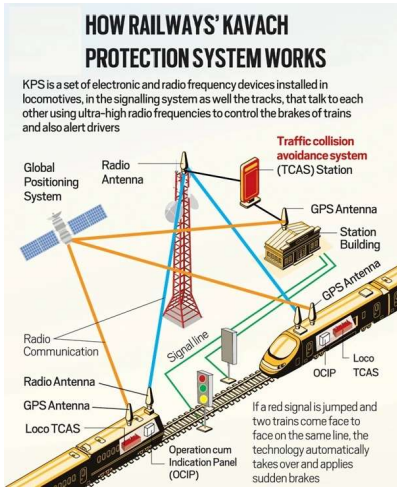 HOW RAILWAYS' KAVACH
PROTECTION SYSTEM WORKS
KPS is a set of electronic and radio frequency devices installed in
locomotives, in the signalling system as well the tracks, that talk to each
other using ultra-high radio frequencies to control the brakes of trains
and also alert drivers
Global
Positioning
System
Radio
Antenna
Traffic collision
avoidance system
(TCAS) Station
GPS Antenna
Station
Building
GPS Antenna
Radio
Communication
Signal line
Loco
TCAS
OCIP
Radio Antenna
GPS Antenna
Loco TCAS
Operation cum
Indication Panel
(OCIP)
If a red signal is jumped and
two trains come face to
face on the same line, the
technology automatically
takes over and applies
sudden brakes